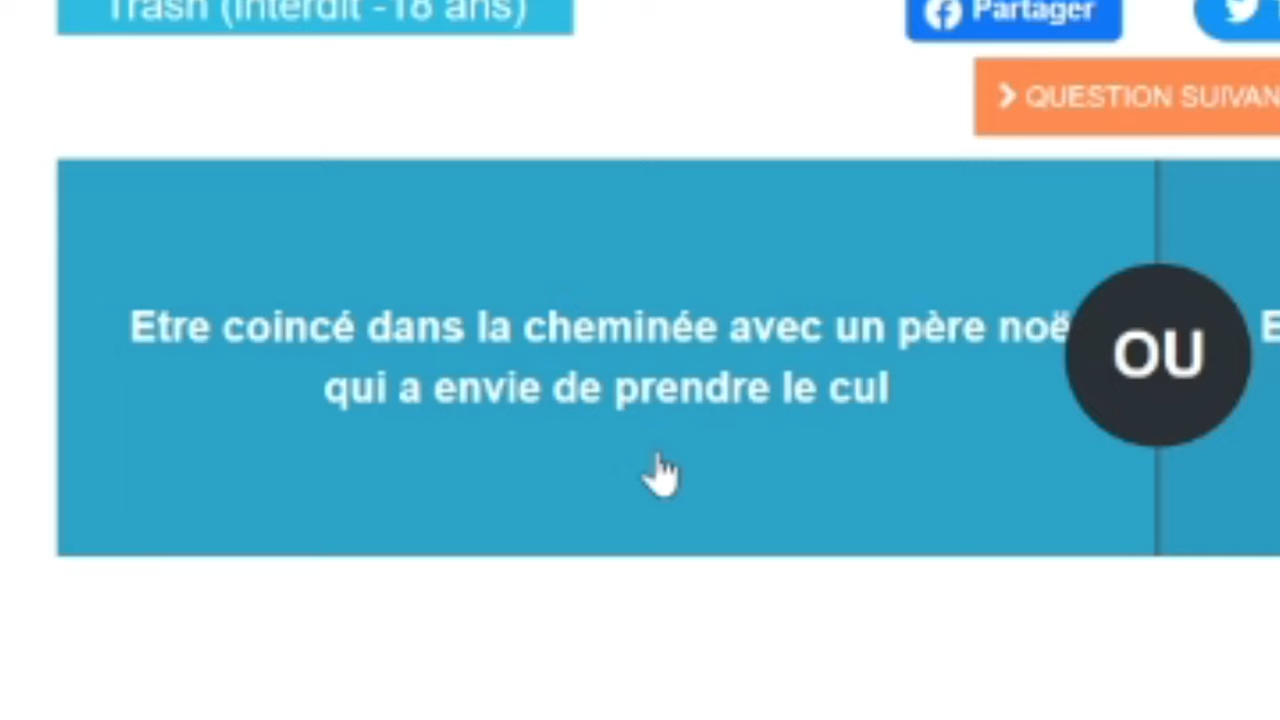 Trash (Interdit -18 ans)
Partager
QUESTION SUIVAN
Etre coincé dans la cheminée avec un père noë
qui a envie de prendre le cul
OU
E